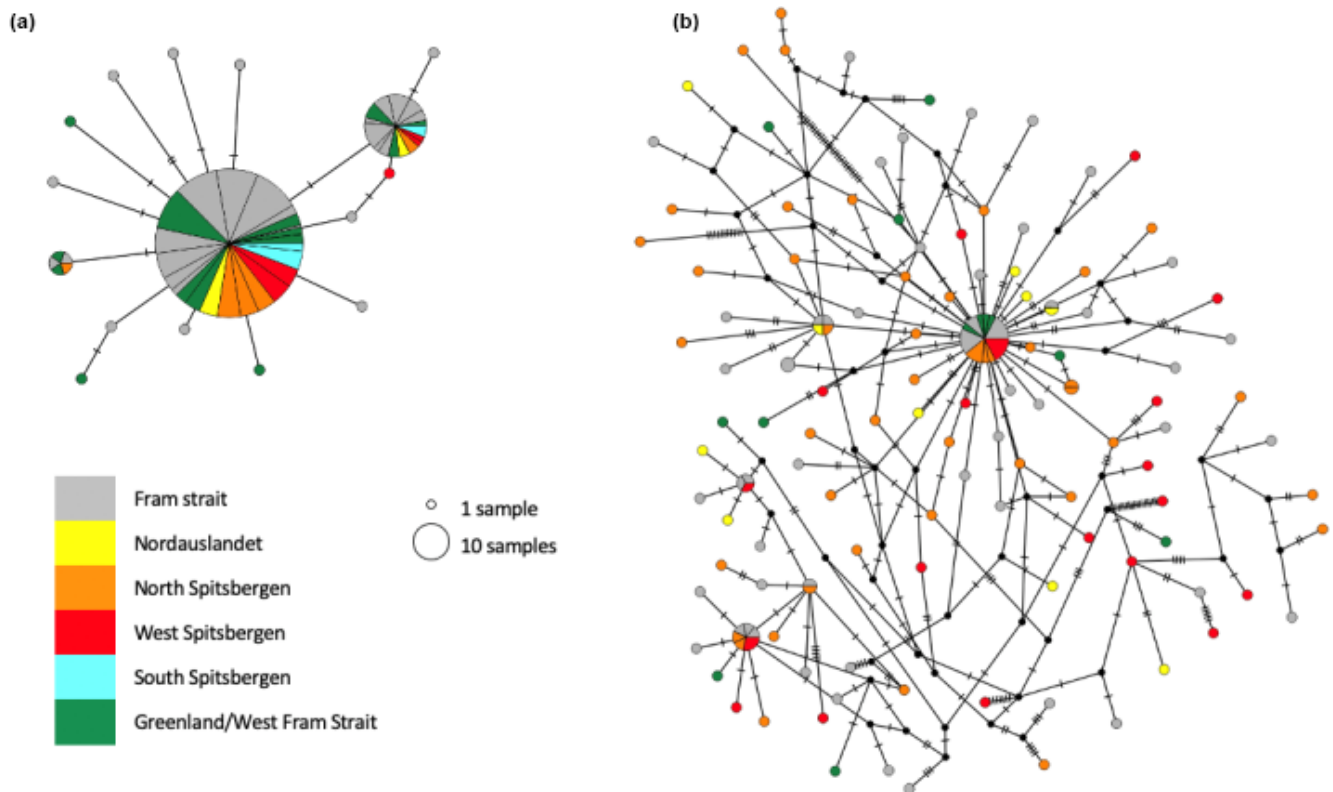 (a)
(b)
Fram strait
Nordauslandet
North Spitsbergen
West Spitsbergen
South Spitsbergen
Greenland/West Fram Strait
1 sample
10 samples